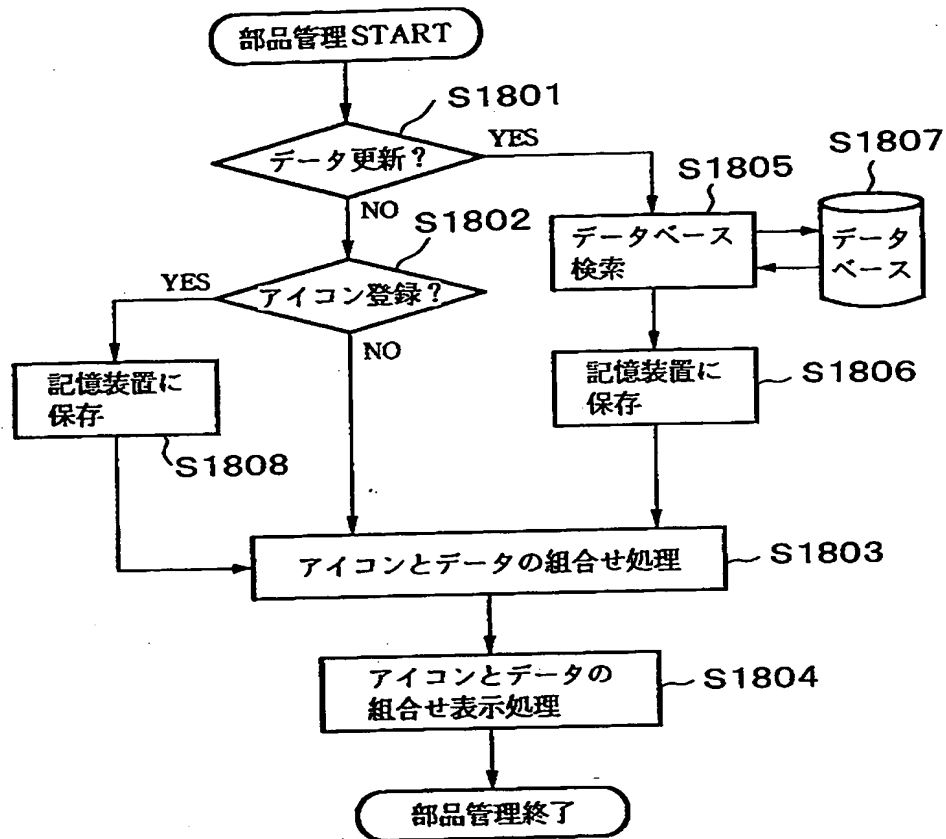 部品管理START
S1801
データ更新?
YES
NO
S1805
S1807
データベース
検索
データ
ベース
S1802
アイコン登録?
YES
NO
記憶装置に
保存
S1808
記憶装置に
保存
S1806
アイコンとデータの組合せ処理
S1803
アイコンとデータの
組合せ表示処理
S1804
部品管理終了